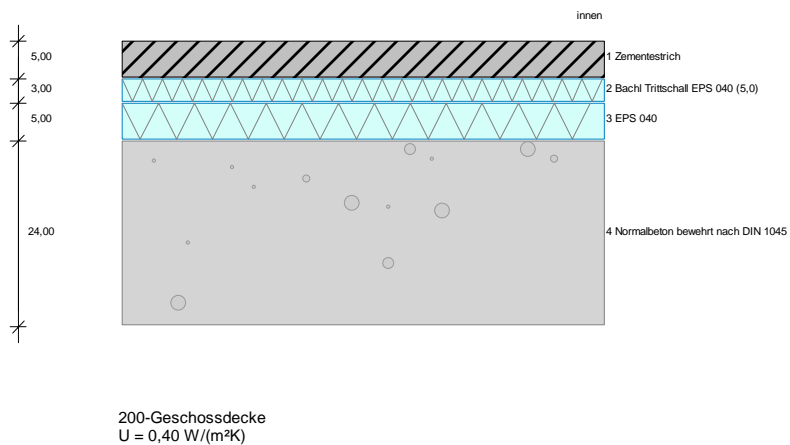 innen
5,00
1 Zementestrich
3,00
2 Bachl Trittschall EPS 040 (5,0)
5,00
3 EPS 040
24,00
4 Normalbeton bewehrt nach DIN 1045
200-Geschossdecke
U = 0,40 W/(m²K)